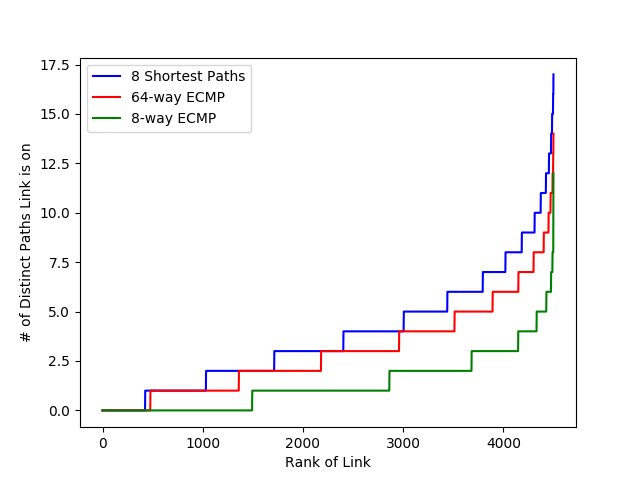 17.5
15.0
12.5
10.0
7.5
5.0
2.5
0.0
# of Distinct Paths Link is on
8 Shortest Paths
64-way ECMP
8-way ECMP
0 1000 2000 3000 4000
Rank of Link